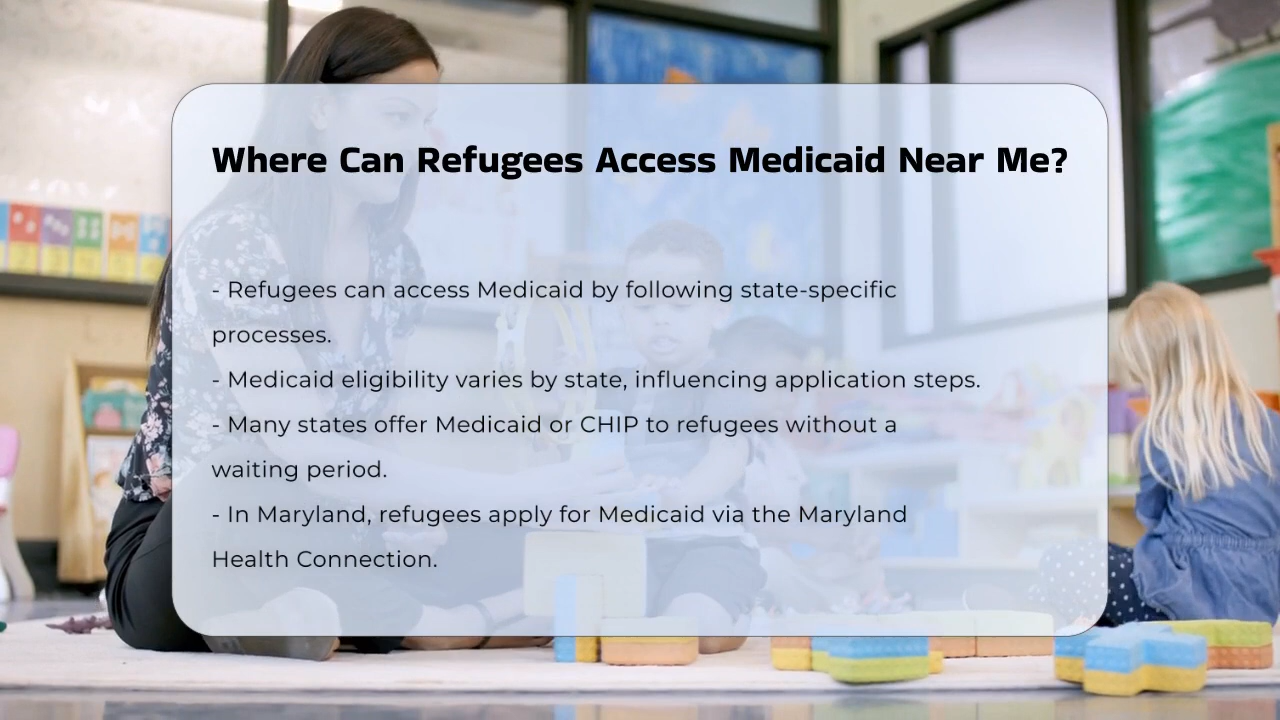 Where Can Refugees Access Medicaid Near Me?
- Refugees can access Medicaid by following state-specific
processes.
- Medicaid eligibility varies by state, influencing application steps.
- Many states offer Medicaid or CHIP to refugees without a
waiting period.
- In Maryland, refugees apply for Medicaid via the Maryland
Health Connection.